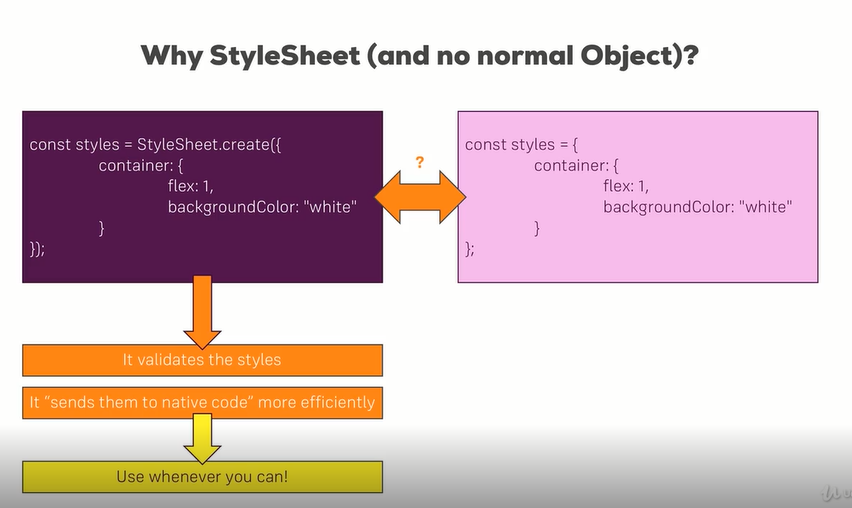 Why StyleSheet (and no normal Object)?
const styles = StyleSheet.create({
container: {
flex: 1,
backgroundColor: "white"
}
});
?
const styles = {
container: {
flex: 1,
backgroundColor: "white"
}
};
It validates the styles
It “sends them to native code” more efficiently
Use whenever you can!